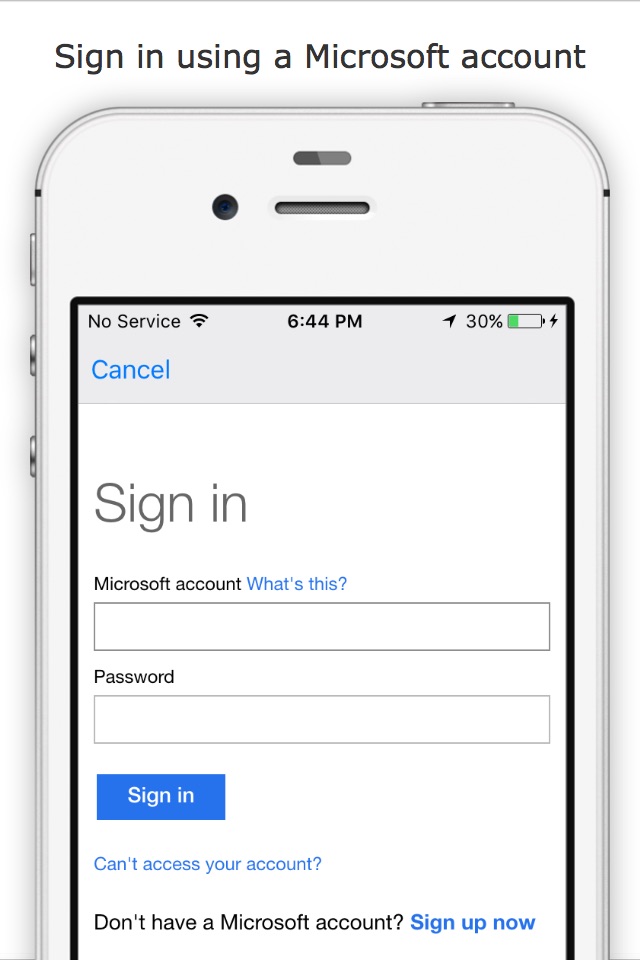 Sign in using a Microsoft account
No Service 6:44 PM 30%
Cancel
Sign in
Microsoft account What's this?
Password
Sign in
Can't access your account?
Don't have a Microsoft account? Sign up now